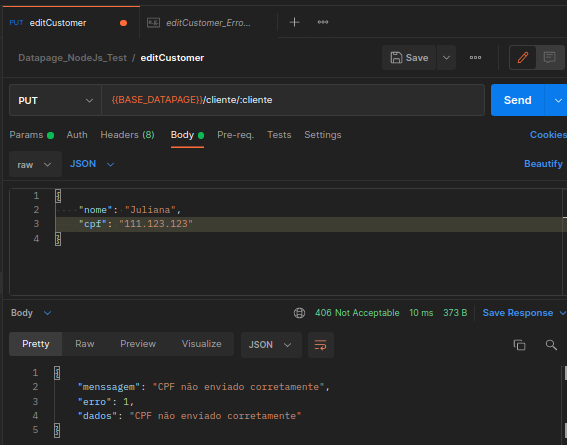 PUT editCustomer
e.g. editCustomer_Erro...
Datapage_NodeJs_Test / editCustomer
Save
PUT
{{BASE_DATAPAGE}}/cliente/:cliente
Send
Params Auth Headers (8) Body Pre-req. Tests Settings Cookies
raw JSON Beautify
1 {
2 "nome": "Juliana",
3 "cpf": "111.123.123"
4 }
Body 406 Not Acceptable 10 ms 373 B Save Response
Pretty Raw Preview Visualize JSON
1 {
2 "menssagem": "CPF não enviado corretamente",
3 "erro": 1,
4 "dados": "CPF não enviado corretamente"
5 }